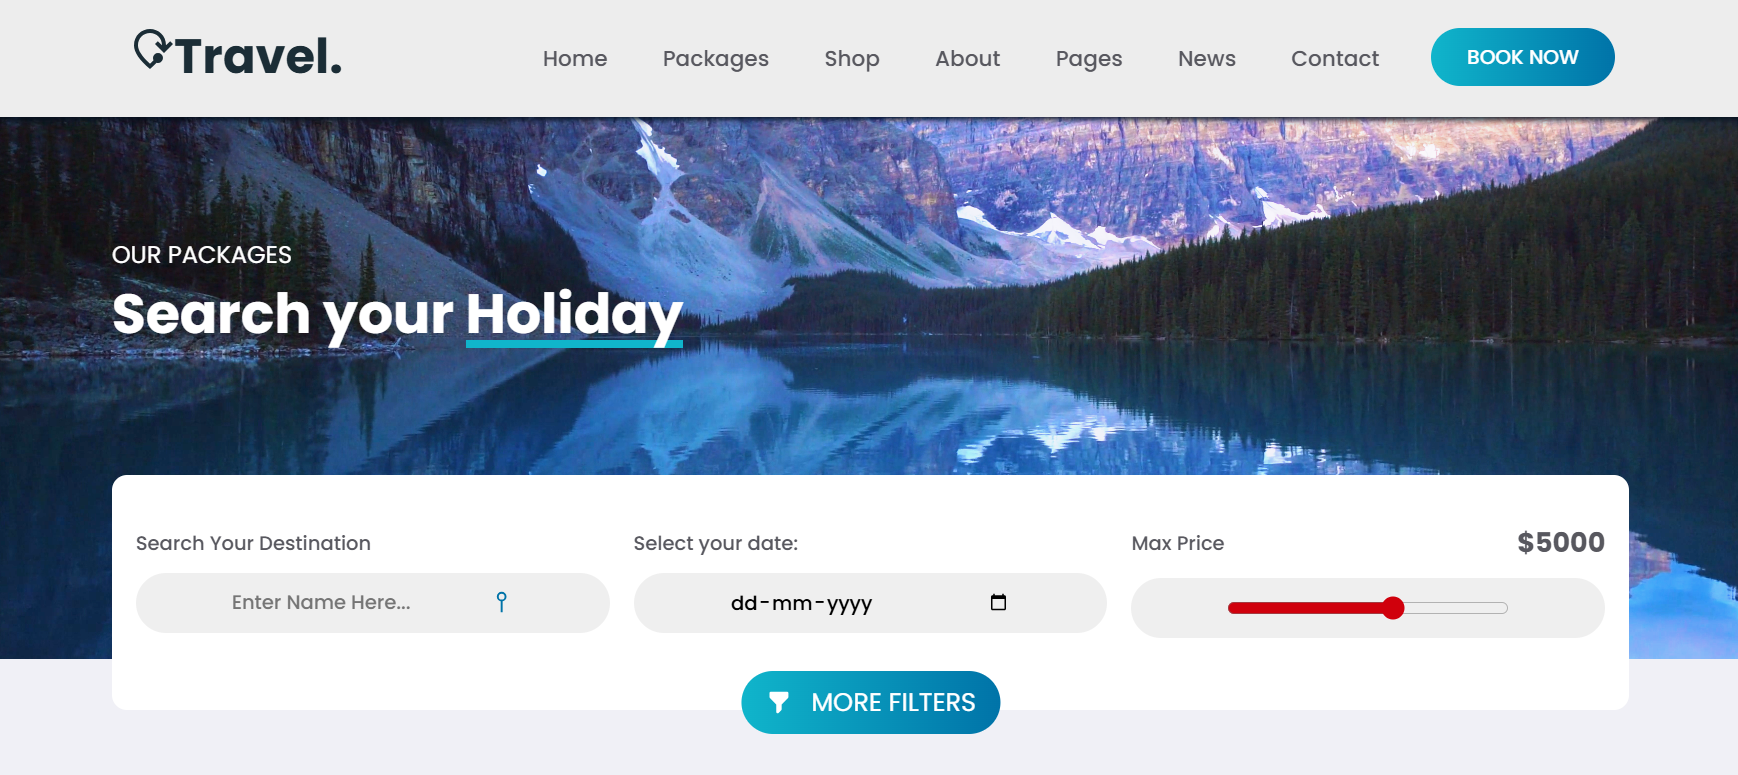 Travel.
Home Packages Shop About Pages News Contact BOOK NOW
OUR PACKAGES
Search your Holiday
Search Your Destination
Select your date:
Max Price
$5000
Enter Name Here...
dd-mm-yyyy
MORE FILTERS